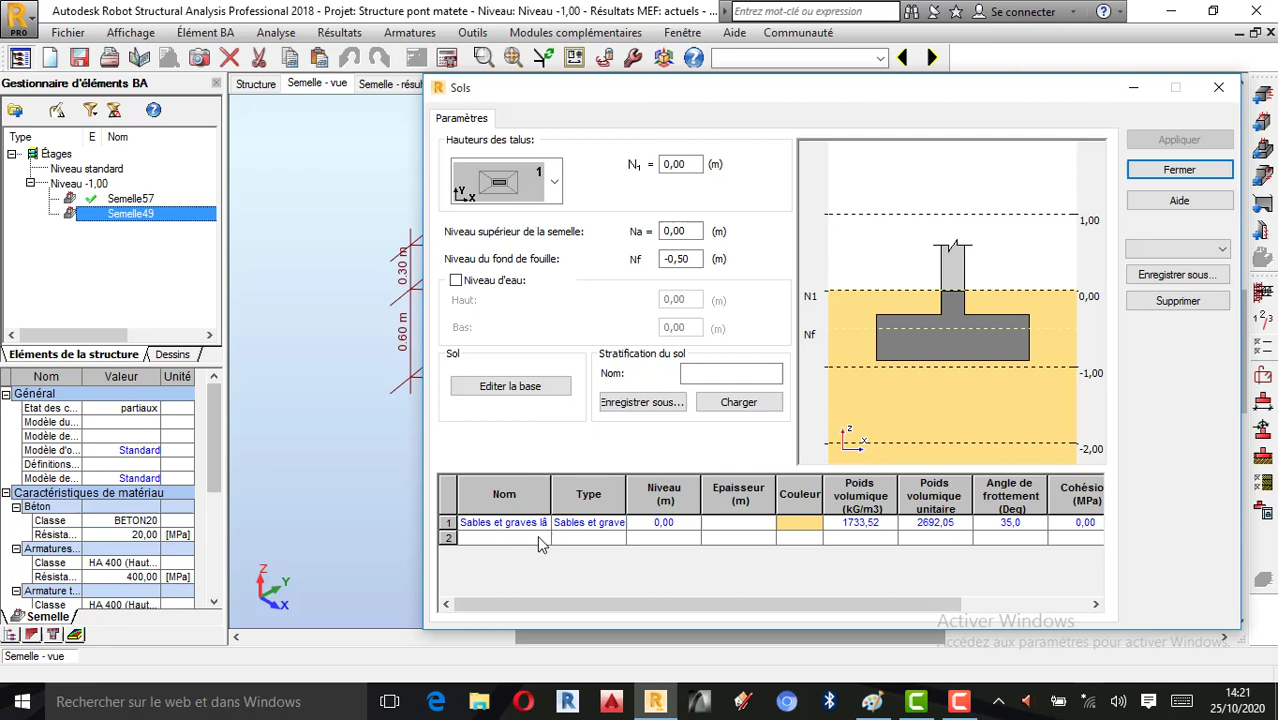 Autodesk Robot Structural Analysis Professional 2018 - Projet: Structure pont matete - Niveau: Niveau -1,00 - Résultats MEF: actuels - ...
Entrez mot-clé ou expression
Se connecter
PRO
Fichier Affichage Élément BA Analyse Résultats Armatures Outils Modules complémentaires Fenêtre Aide Communauté
Gestionnaire d'éléments BA
Structure Semelle - vue Semelle - résul
Type E Nom
Étages
Niveau standard
Niveau -1,00
Semelle57
Semelle49
Eléments de la structure Dessins
Nom Valeur Unité
Général
Etat des c... partiaux
Modèle du...
Modèle de...
Modèle d'o... Standard
Définitions...
Modèle de... Standard
Caractéristiques de matériau
Béton
Classe BETON20
Résista... 20,00 [MPa]
Armatures...
Classe HA 400 (Haut...
Résista... 400,00 [MPa]
Armature t...
Classe HA 400 (Haut...
Semelle
Semelle - vue
0.30 m
0.60 m
Z
Y
X
Sols
Paramètres
Hauteurs des talus:
1
Y
X
N1 = 0,00 (m)
Niveau supérieur de la semelle: Na = 0,00 (m)
Niveau du fond de fouille: Nf -0,50 (m)
Niveau d'eau:
Haut: 0,00 (m)
Bas: 0,00 (m)
Sol
Editer la base
Stratification du sol
Nom:
Enregistrer sous... Charger
1,00
N1 0,00
Nf
-1,00
z
x
-2,00
Appliquer
Fermer
Aide
Enregistrer sous...
Supprimer
Nom Type Niveau (m) Epaisseur (m) Couleur Poids volumique (kG/m3) Poids volumique unitaire Angle de frottement (Deg) Cohésio (MPa)
1 Sables et graves lâ Sables et grave 0,00 1733,52 2692,05 35,0 0,00
2
Activer Windows
Accédez aux paramètres pour activer Windows.
Rechercher sur le web et dans Windows
14:21
25/10/2020